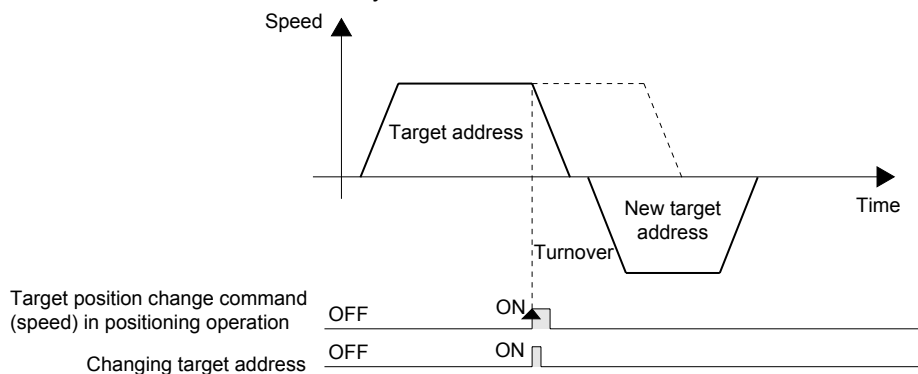 Speed
Target address
Time
New target
address
Turnover
Target position change command
(speed) in positioning operation
OFF
ON
Changing target address
OFF
ON